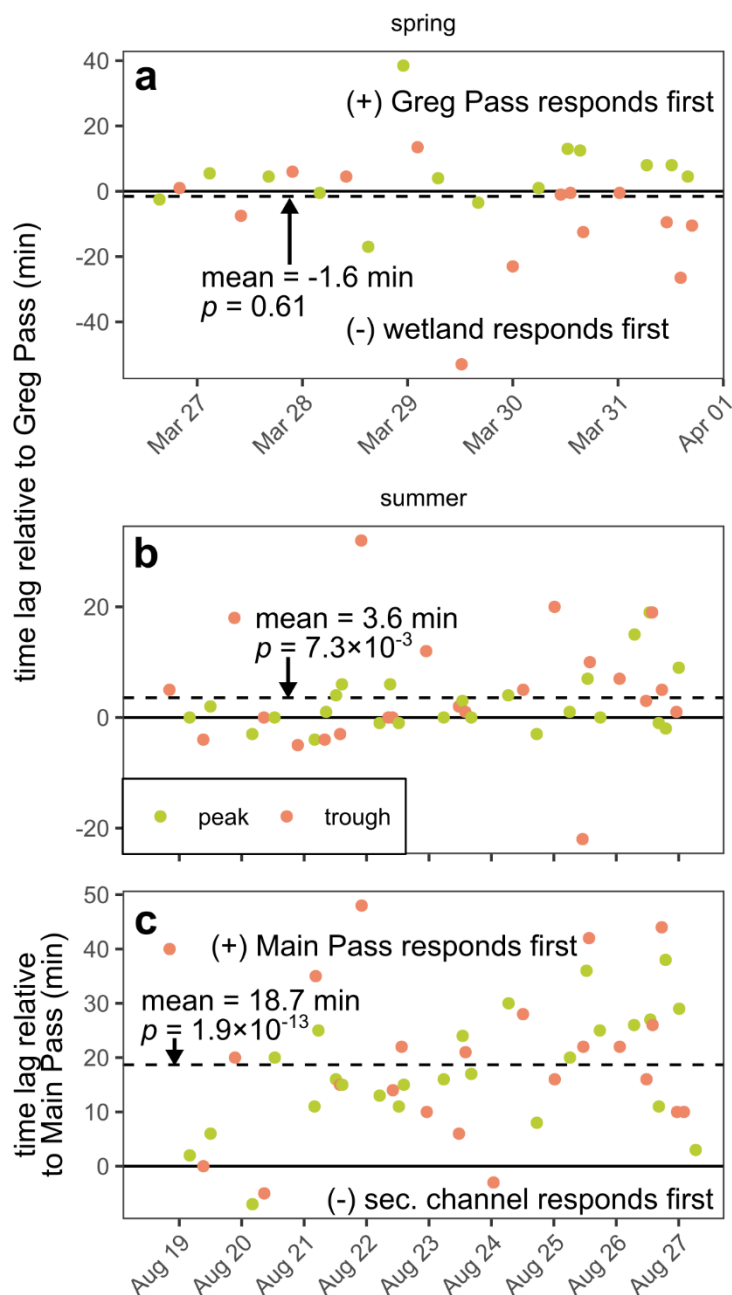 spring
a
(+) Greg Pass responds first
mean = -1.6 min
p = 0.61
(-) wetland responds first
40
20
0
-20
-40
Mar 27
Mar 28
Mar 29
Mar 30
Mar 31
Apr 01
time lag relative to Greg Pass (min)
summer
b
mean = 3.6 min
p = 7.3×10⁻³
20
0
-20
peak
trough
c
(+) Main Pass responds first
mean = 18.7 min
p = 1.9×10⁻¹³
(-) sec. channel responds first
50
40
30
20
10
0
time lag relative
to Main Pass (min)
Aug 19
Aug 20
Aug 21
Aug 22
Aug 23
Aug 24
Aug 25
Aug 26
Aug 27